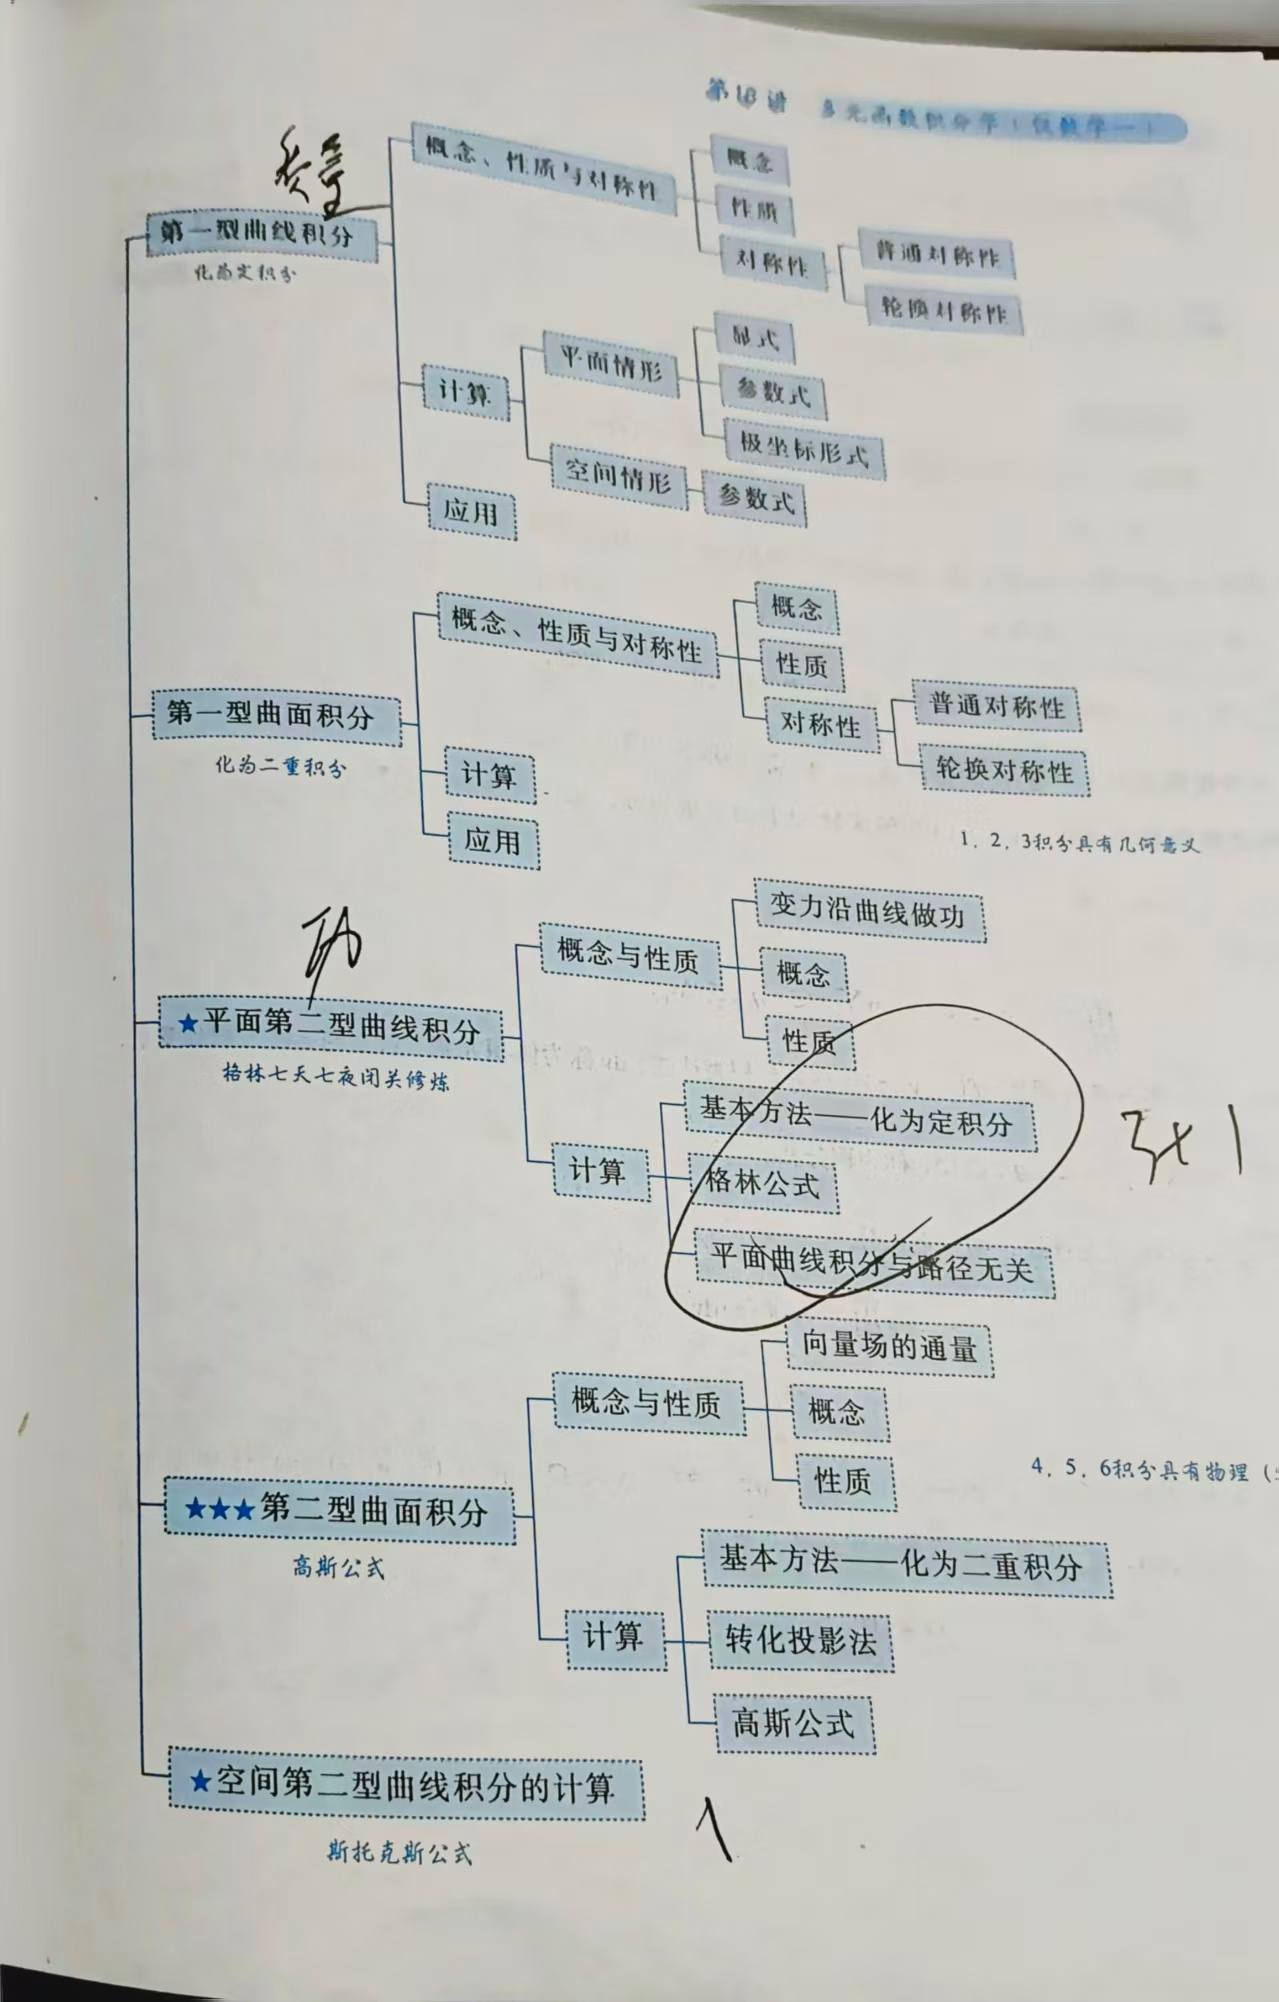 第18讲 多元函数积分学（仅数学一）
概念、性质与对称性
概念
性质
对称性
普通对称性
轮换对称性
第一型曲线积分
化为定积分
计算
平面情形
显式
参数式
极坐标形式
空间情形
参数式
应用
概念、性质与对称性
概念
性质
对称性
普通对称性
轮换对称性
第一型曲面积分
化为二重积分
计算
应用
1，2，3积分具有几何意义
功
★平面第二型曲线积分
格林七天七夜闭关修炼
概念与性质
变力沿曲线做功
概念
性质
计算
基本方法——化为定积分
格林公式
平面曲线积分与路径无关
概念与性质
向量场的通量
概念
性质
4，5，6积分具有物理（
★★★第二型曲面积分
高斯公式
计算
基本方法——化为二重积分
转化投影法
高斯公式
★空间第二型曲线积分的计算
斯托克斯公式